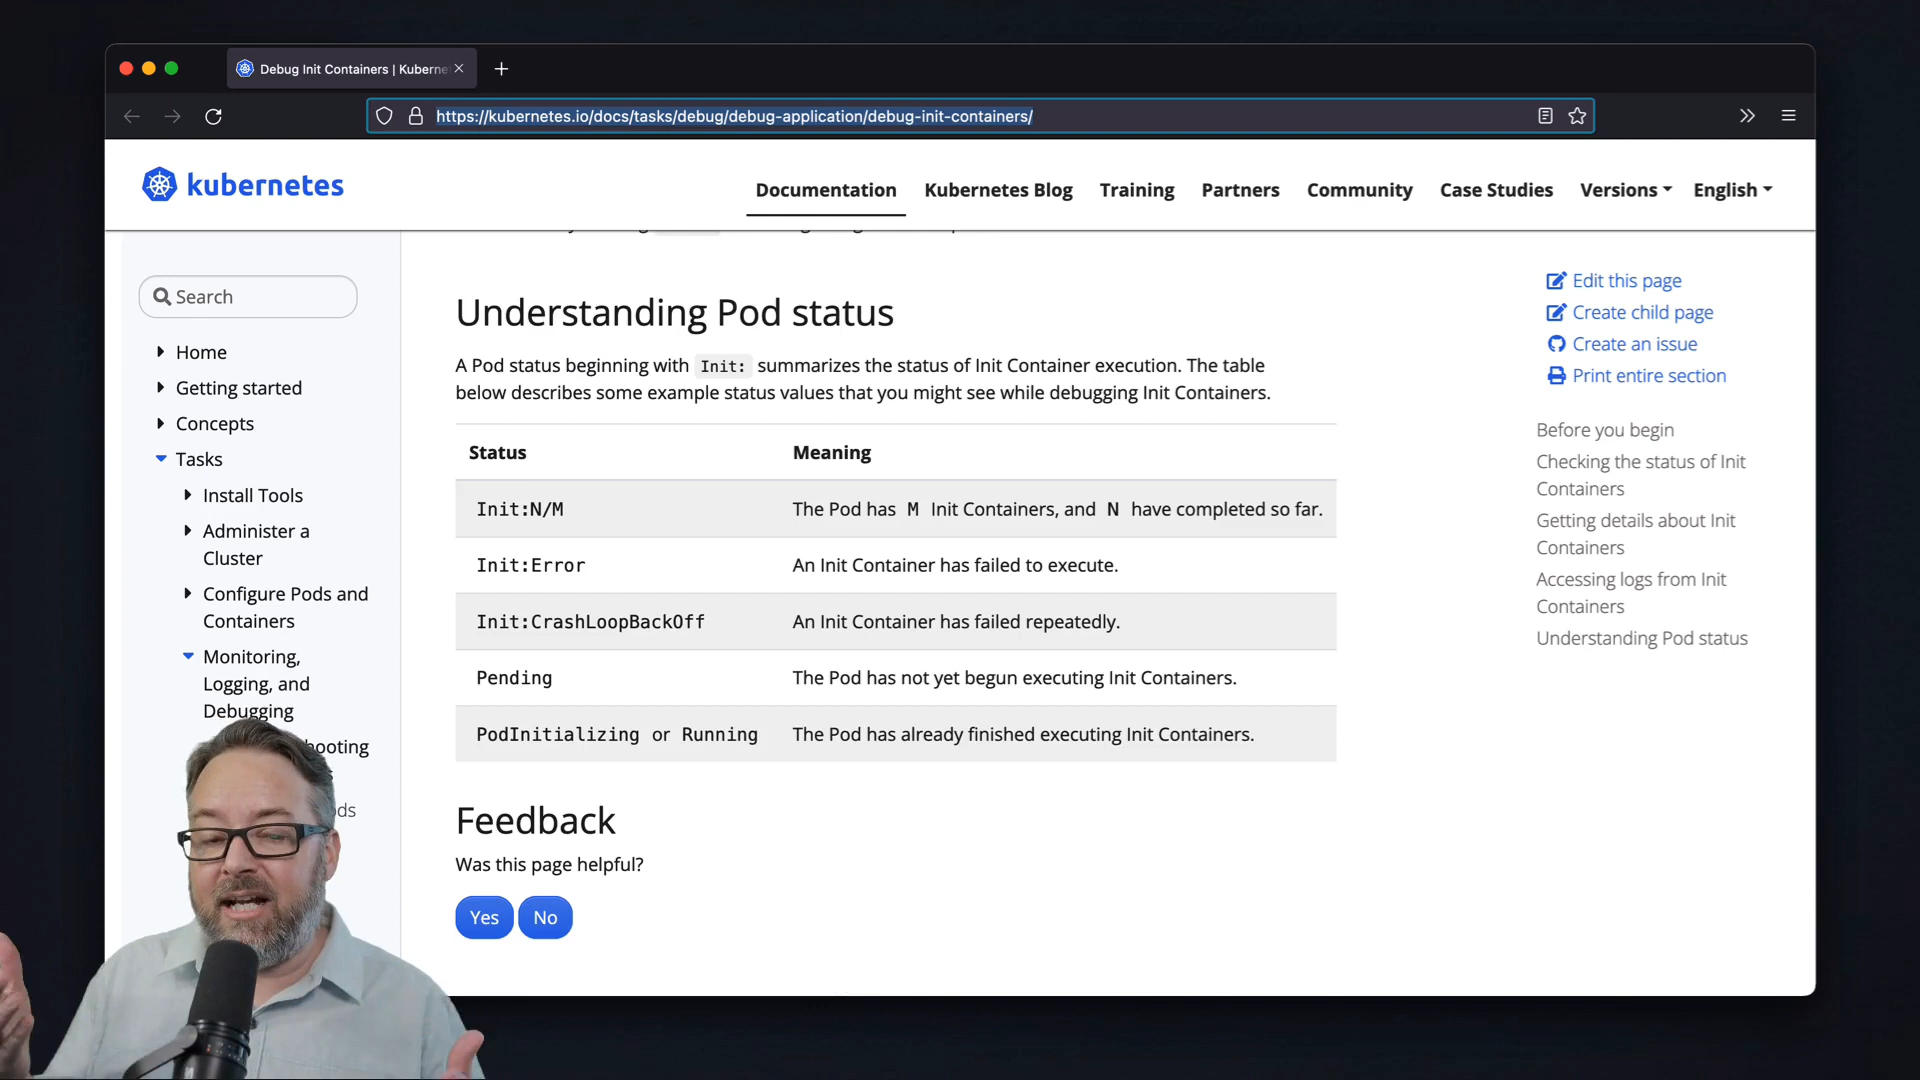 Debug Init Containers | Kuberne
https://kubernetes.io/docs/tasks/debug/debug-application/debug-init-containers/
kubernetes
Documentation
Kubernetes Blog
Training
Partners
Community
Case Studies
Versions
English
Search
Home
Getting started
Concepts
Tasks
Install Tools
Administer a
Cluster
Configure Pods and
Containers
Monitoring,
Logging, and
Debugging
Understanding Pod status
A Pod status beginning with Init: summarizes the status of Init Container execution. The table
below describes some example status values that you might see while debugging Init Containers.
Status Meaning
Init:N/M The Pod has M Init Containers, and N have completed so far.
Init:Error An Init Container has failed to execute.
Init:CrashLoopBackOff An Init Container has failed repeatedly.
Pending The Pod has not yet begun executing Init Containers.
PodInitializing or Running The Pod has already finished executing Init Containers.
Feedback
Was this page helpful?
Yes No
Edit this page
Create child page
Create an issue
Print entire section
Before you begin
Checking the status of Init
Containers
Getting details about Init
Containers
Accessing logs from Init
Containers
Understanding Pod status